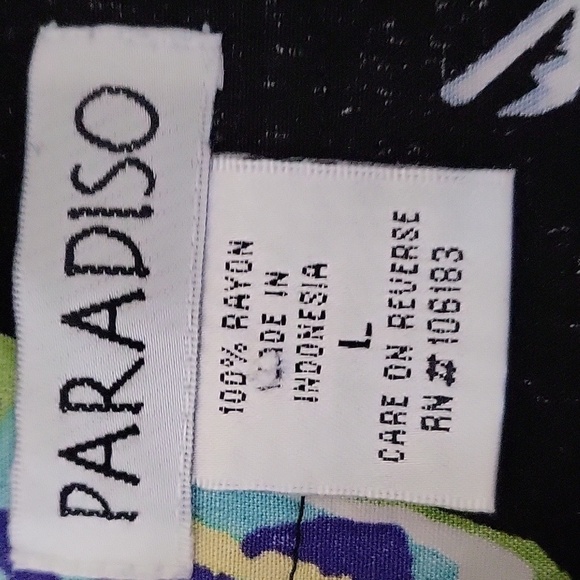 PARADISO
100% RAYON
MADE IN
INDONESIA
L
CARE ON REVERSE
RN # 106183